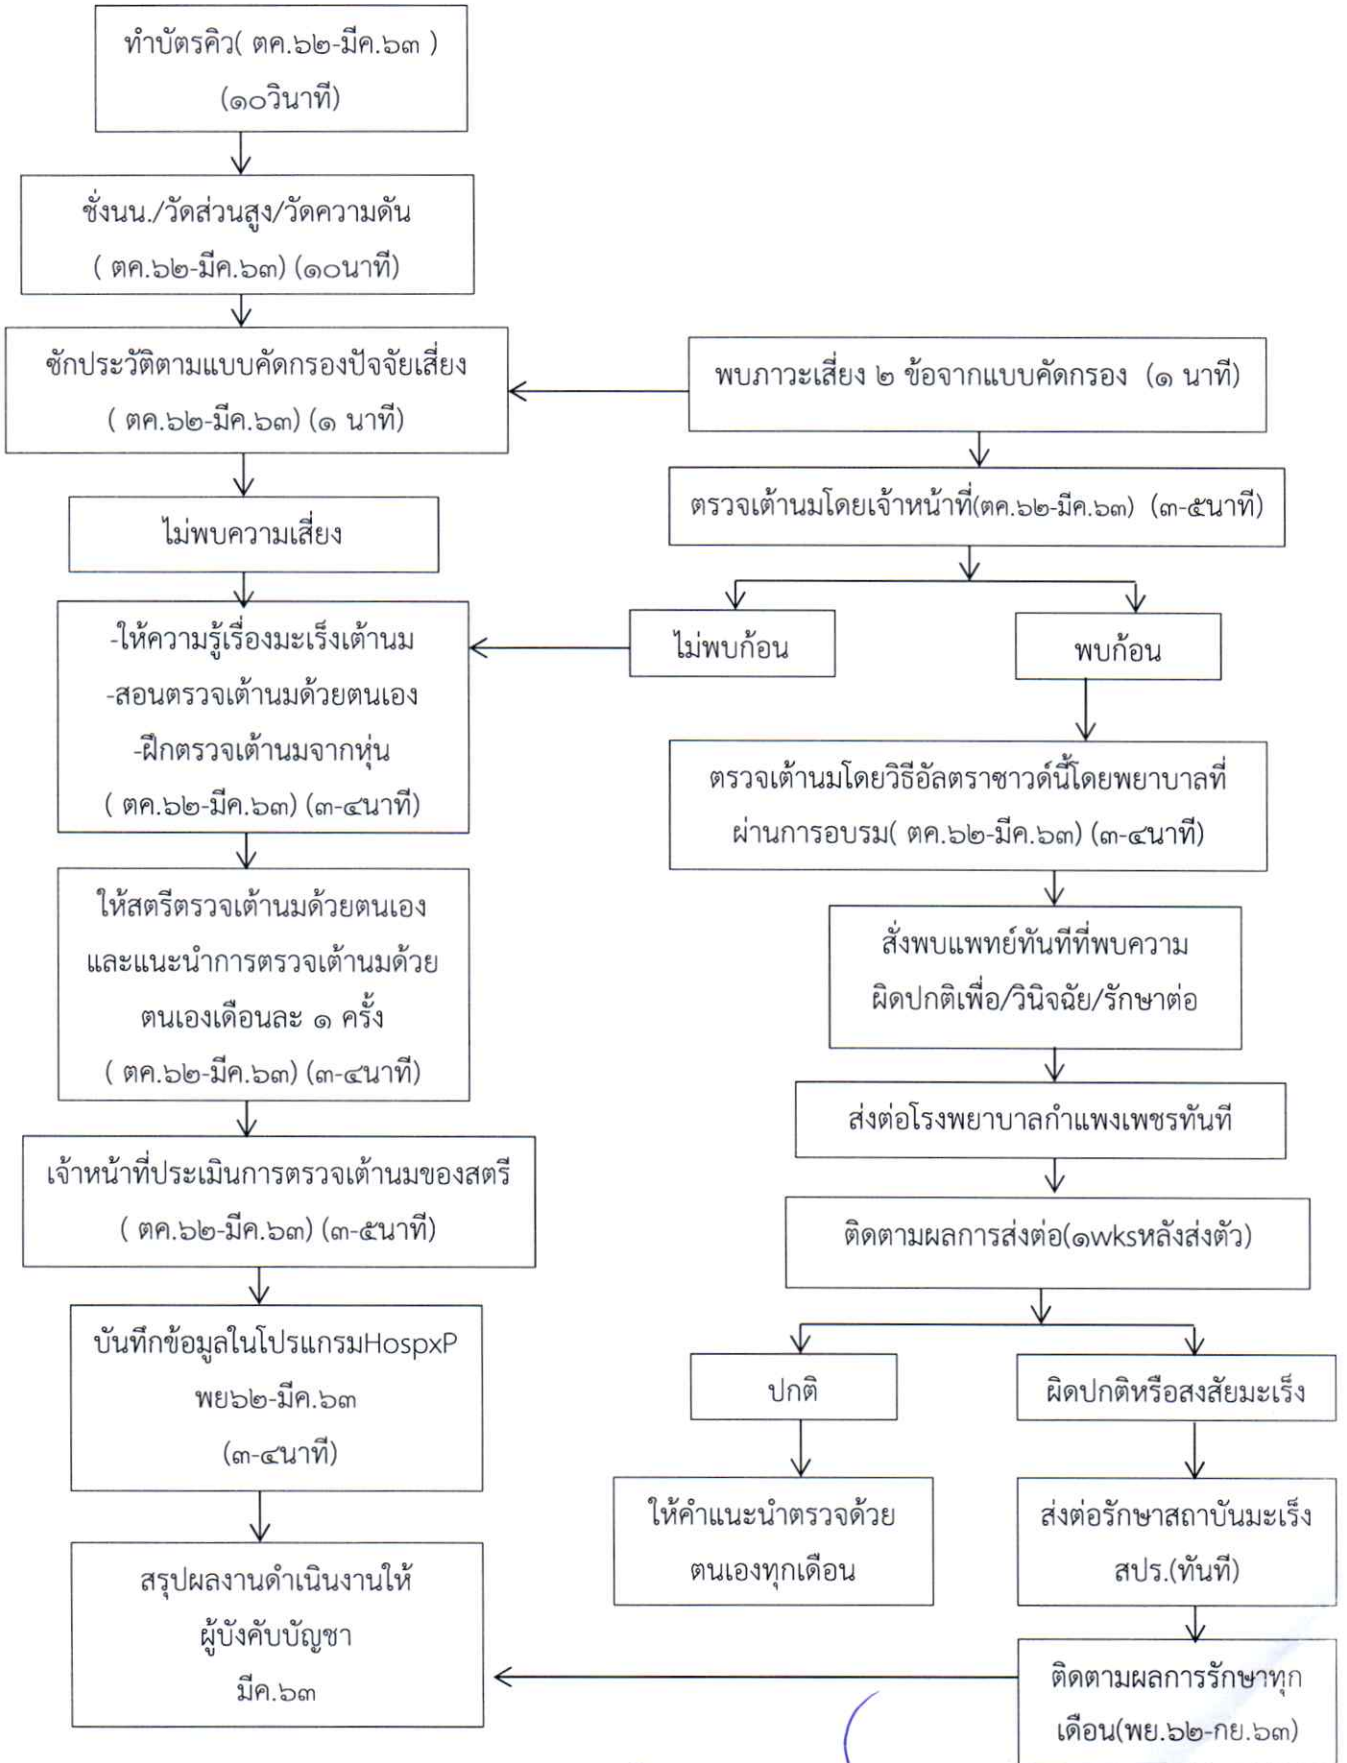 ทำบัตรคิว( ตค.๖๒-มีค.๖๓ )
(๑๐วินาที)
ชั่งนน./วัดส่วนสูง/วัดความดัน
( ตค.๖๒-มีค.๖๓) (๑๐นาที)
ซักประวัติตามแบบคัดกรองปัจจัยเสี่ยง
( ตค.๖๒-มีค.๖๓) (๑ นาที)
ไม่พบความเสี่ยง
-ให้ความรู้เรื่องมะเร็งเต้านม
-สอนตรวจเต้านมด้วยตนเอง
-ฝึกตรวจเต้านมจากหุ่น
( ตค.๖๒-มีค.๖๓) (๓-๔นาที)
ให้สตรีตรวจเต้านมด้วยตนเอง
และแนะนำการตรวจเต้านมด้วย
ตนเองเดือนละ ๑ ครั้ง
( ตค.๖๒-มีค.๖๓) (๓-๔นาที)
เจ้าหน้าที่ประเมินการตรวจเต้านมของสตรี
( ตค.๖๒-มีค.๖๓) (๓-๕นาที)
บันทึกข้อมูลในโปรแกรมHospxP
พย๖๒-มีค.๖๓
(๓-๔นาที)
สรุปผลงานดำเนินงานให้
ผู้บังคับบัญชา
มีค.๖๓
พบภาวะเสี่ยง ๒ ข้อจากแบบคัดกรอง (๑ นาที)
ตรวจเต้านมโดยเจ้าหน้าที่(ตค.๖๒-มีค.๖๓) (๓-๕นาที)
ไม่พบก้อน
พบก้อน
ตรวจเต้านมโดยวิธีอัลตราซาวด์นี้โดยพยาบาลที่
ผ่านการอบรม( ตค.๖๒-มีค.๖๓) (๓-๔นาที)
สั่งพบแพทย์ทันทีที่พบความ
ผิดปกติเพื่อ/วินิจฉัย/รักษาต่อ
ส่งต่อโรงพยาบาลกำแพงเพชรทันที
ติดตามผลการส่งต่อ(๑wksหลังส่งตัว)
ปกติ
ผิดปกติหรือสงสัยมะเร็ง
ให้คำแนะนำตรวจด้วย
ตนเองทุกเดือน
ส่งต่อรักษาสถาบันมะเร็ง
สปร.(ทันที)
ติดตามผลการรักษาทุก
เดือน(พย.๖๒-กย.๖๓)